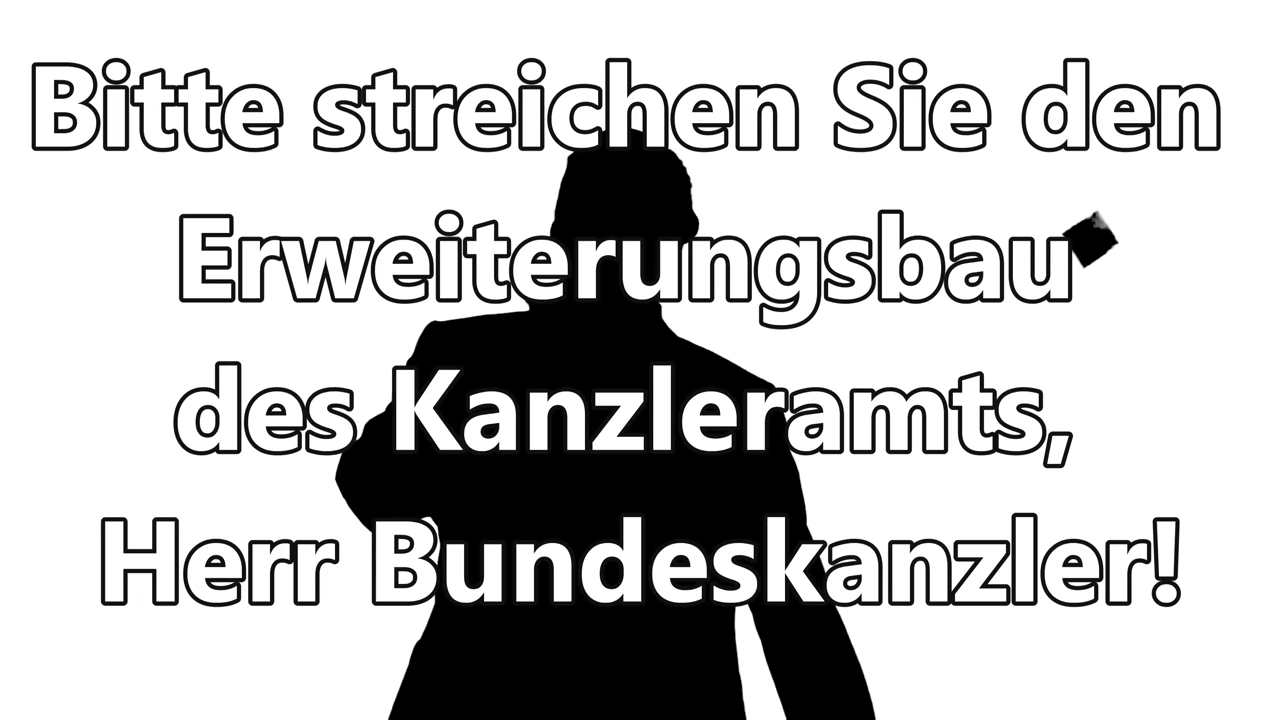 Bitte streichen Sie den
Erweiterungsbau
des Kanzleramts,
Herr Bundeskanzler!